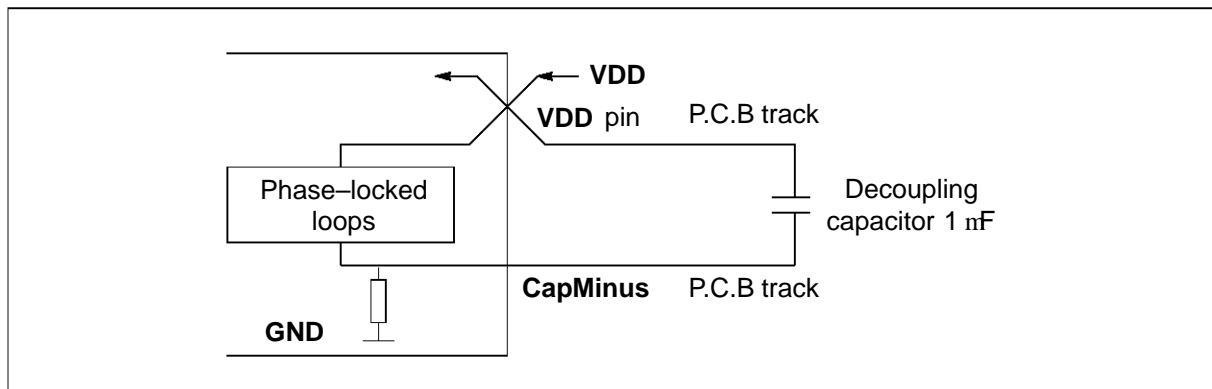 VDD
VDD pin
P.C.B track
Phase–locked
loops
Decoupling
capacitor 1 mF
CapMinus
P.C.B track
GND